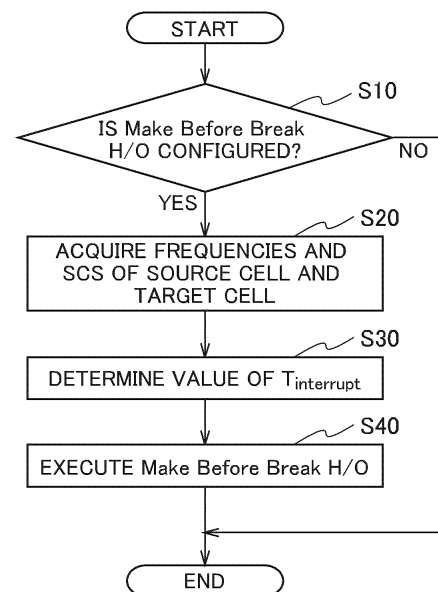 START
S10
IS Make Before Break
H/O CONFIGURED?
NO
YES
S20
ACQUIRE FREQUENCIES AND
SCS OF SOURCE CELL AND
TARGET CELL
S30
DETERMINE VALUE OF Tinterrupt
S40
EXECUTE Make Before Break H/O
END